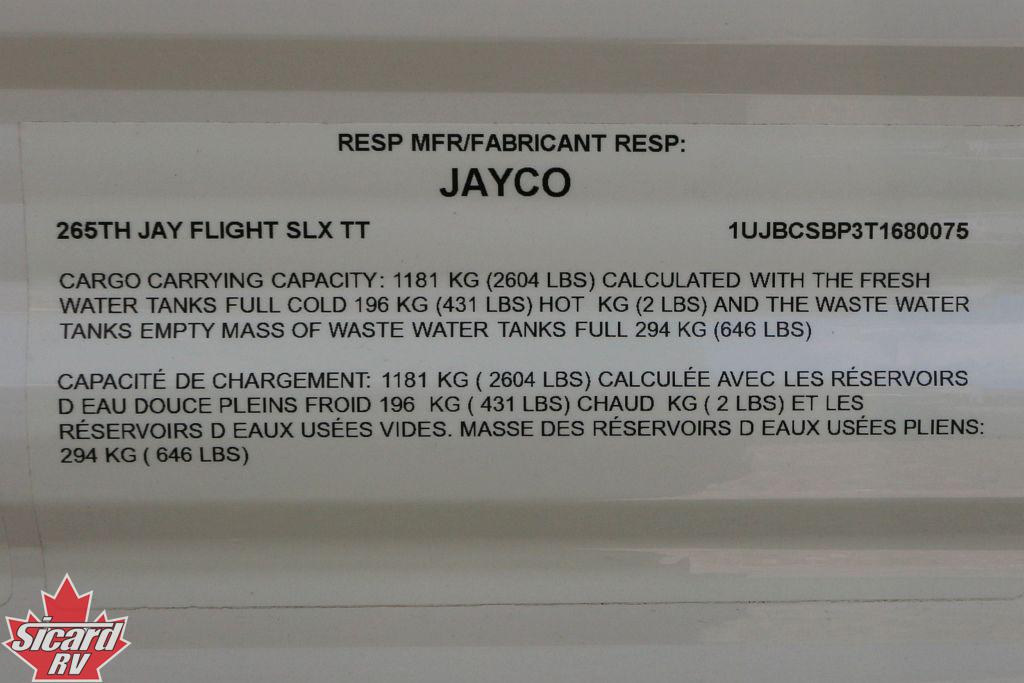 RESP MFR/FABRICANT RESP:
JAYCO
265TH JAY FLIGHT SLX TT 1UJBCSBP3T1680075
CARGO CARRYING CAPACITY: 1181 KG (2604 LBS) CALCULATED WITH THE FRESH
WATER TANKS FULL COLD 196 KG (431 LBS) HOT KG (2 LBS) AND THE WASTE WATER
TANKS EMPTY MASS OF WASTE WATER TANKS FULL 294 KG (646 LBS)
CAPACITÉ DE CHARGEMENT: 1181 KG ( 2604 LBS) CALCULÉE AVEC LES RÉSERVOIRS
D EAU DOUCE PLEINS FROID 196 KG ( 431 LBS) CHAUD KG ( 2 LBS) ET LES
RÉSERVOIRS D EAUX USÉES VIDES. MASSE DES RÉSERVOIRS D EAUX USÉES PLIENS:
294 KG ( 646 LBS)
Sicard
RV